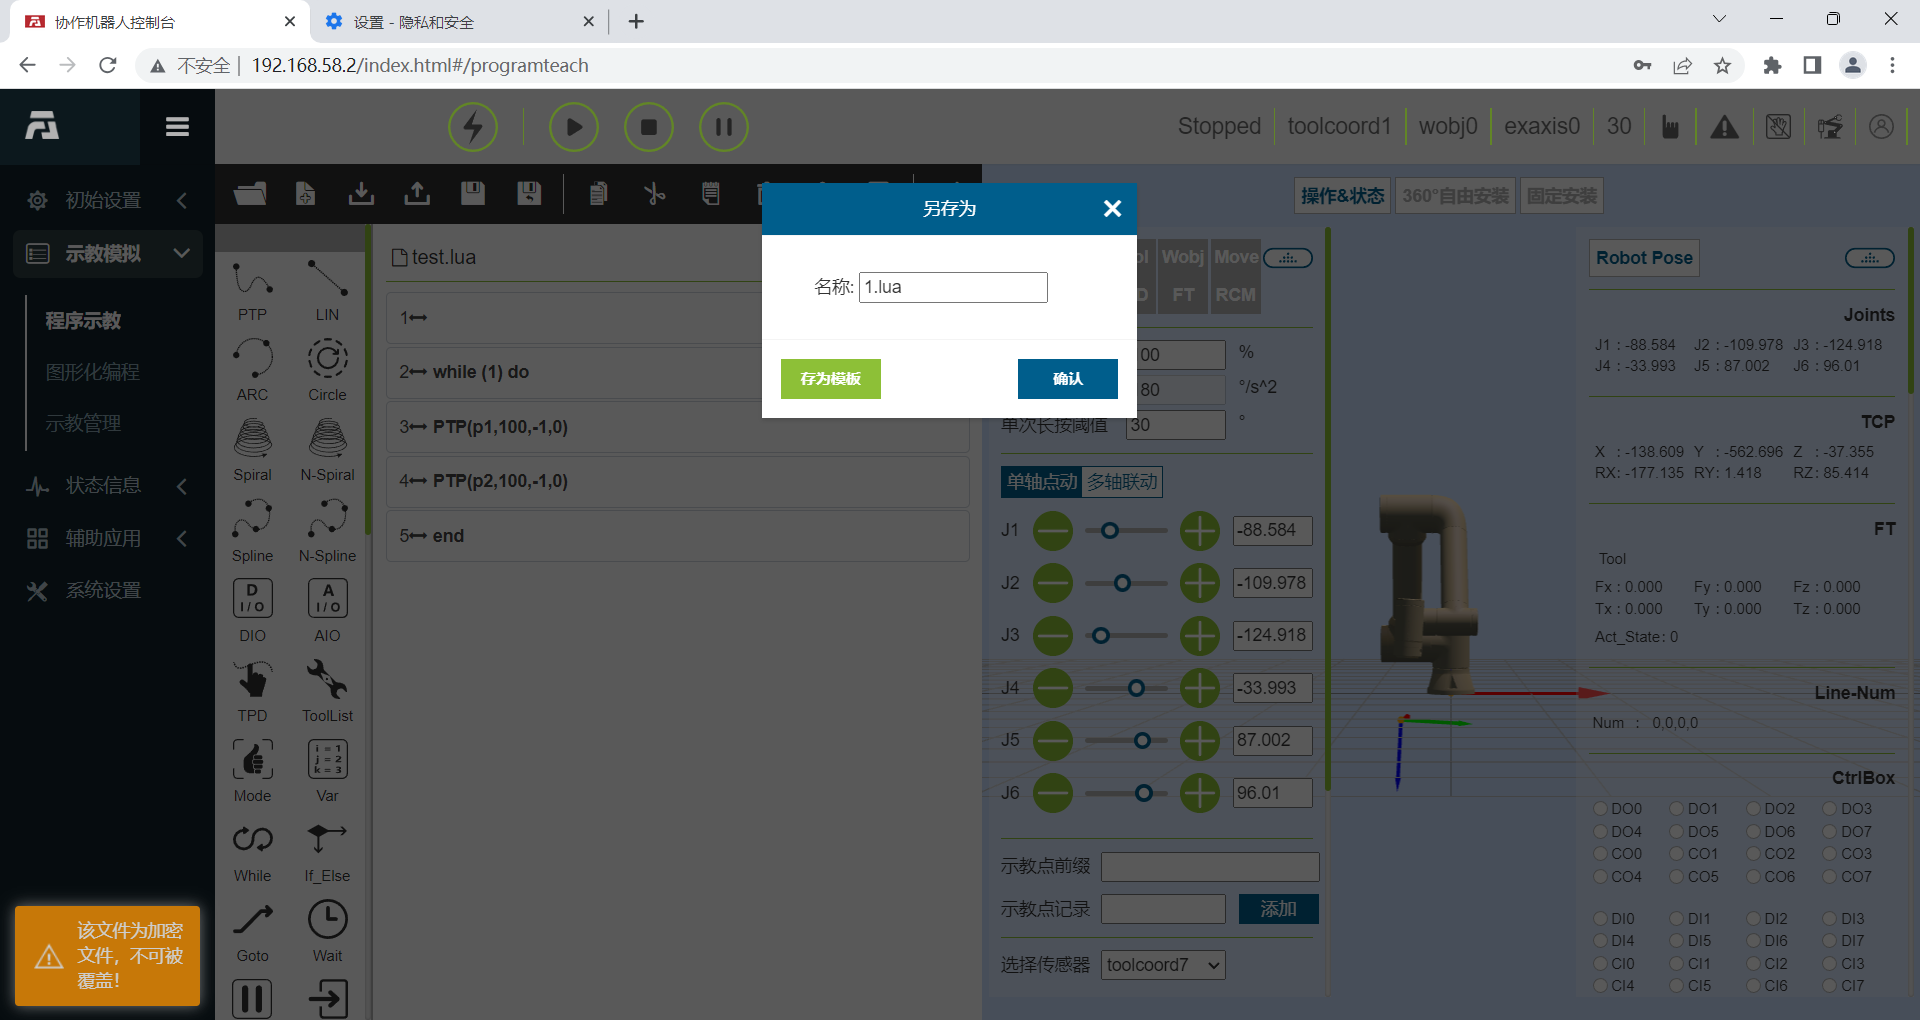 协作机器人控制台
设置 - 隐私和安全
不安全 192.168.58.2/index.html#/programteach
Stopped toolcoord1 wobj0 exaxis0 30
初始设置
示教模拟
程序示教
图形化编程
示教管理
状态信息
辅助应用
系统设置
该文件为加密
文件，不可被
覆盖！
PTP LIN
ARC Circle
Spiral N-Spiral
Spline N-Spline
D I/O A I/O
DIO AIO
TPD ToolList
i = 1
j = 2
k = 3
Mode Var
While If_Else
Goto Wait
test.lua
1
2 while (1) do
3 PTP(p1,100,-1,0)
4 PTP(p2,100,-1,0)
5 end
另存为
名称: 1.lua
存为模板 确认
操作&状态 360°自由安装 固定安装
ol Wobj Move
D FT RCM
00 %
80 °/s^2
单次长按阈值 30 °
单轴点动 多轴联动
J1 -88.584
J2 -109.978
J3 -124.918
J4 -33.993
J5 87.002
J6 96.01
示教点前缀
示教点记录 添加
选择传感器 toolcoord7
Robot Pose
Joints
J1 : -88.584 J2 : -109.978 J3 : -124.918
J4 : -33.993 J5 : 87.002 J6 : 96.01
TCP
X : -138.609 Y : -562.696 Z : -37.355
RX: -177.135 RY: 1.418 RZ: 85.414
FT
Tool
Fx : 0.000 Fy : 0.000 Fz : 0.000
Tx : 0.000 Ty : 0.000 Tz : 0.000
Act_State: 0
Line-Num
Num : 0,0,0,0
CtrlBox
DO0 DO1 DO2 DO3
DO4 DO5 DO6 DO7
CO0 CO1 CO2 CO3
CO4 CO5 CO6 CO7
DI0 DI1 DI2 DI3
DI4 DI5 DI6 DI7
CI0 CI1 CI2 CI3
CI4 CI5 CI6 CI7